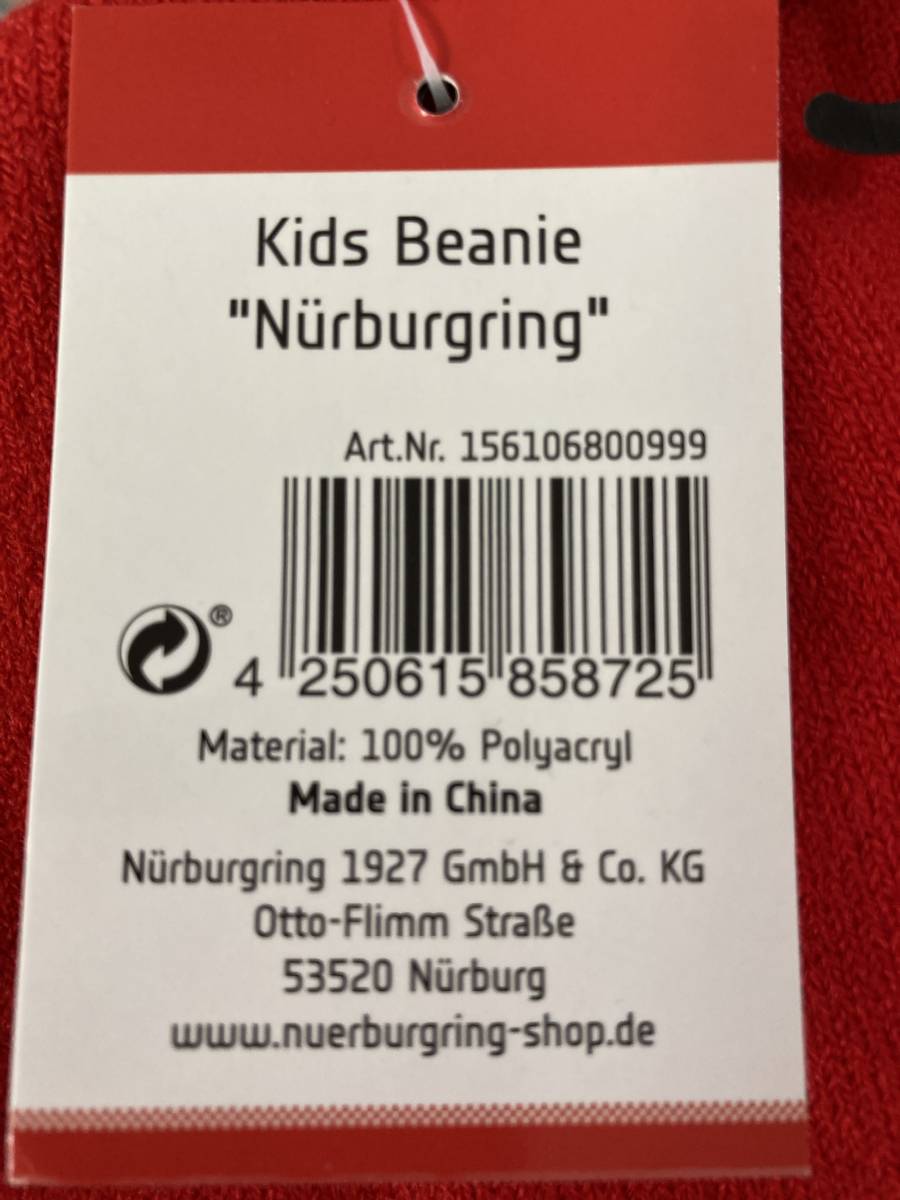 Kids Beanie
"Nürburgring"
Art.Nr. 156106800999
®
4 250615 858725
Material: 100% Polyacryl
Made in China
Nürburgring 1927 GmbH & Co. KG
Otto-Flimm Straße
53520 Nürburg
www.nuerburgring-shop.de